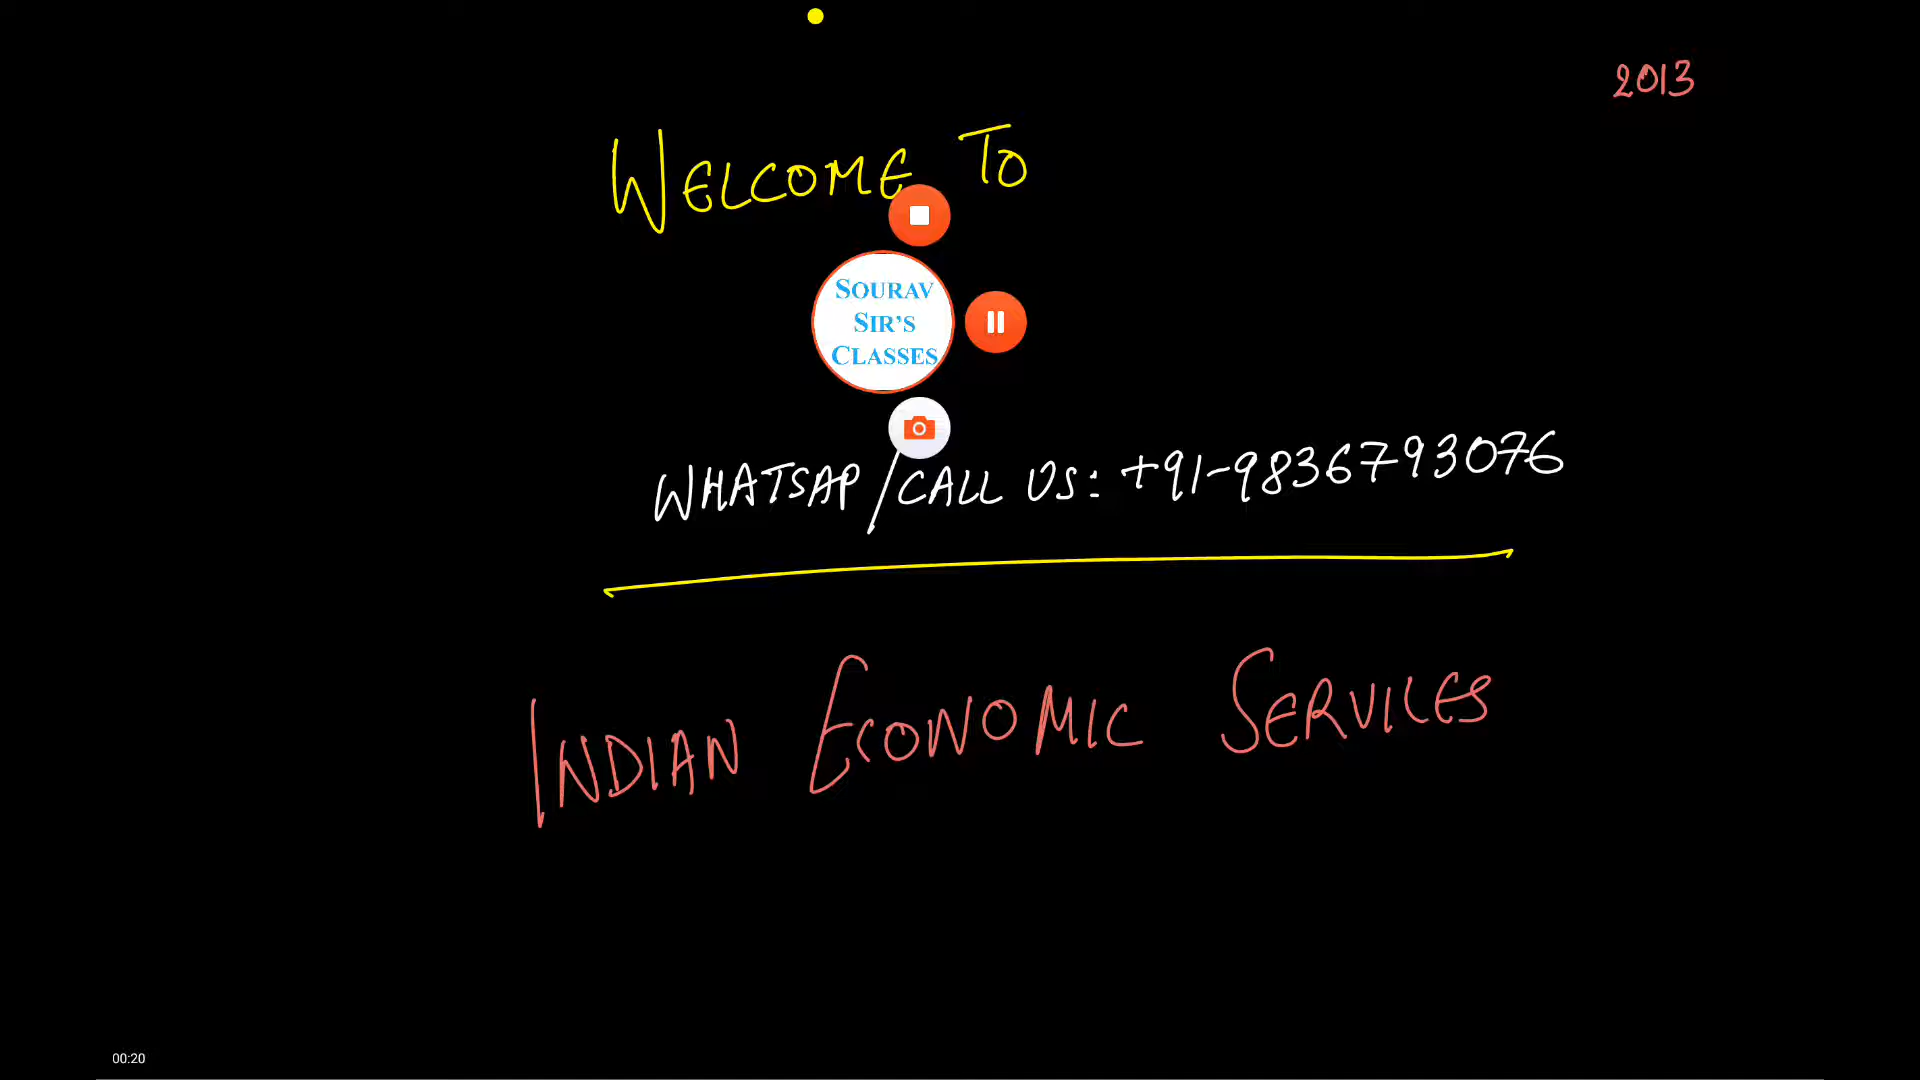 2013
WELCOME TO
SOURAV
SIR'S
CLASSES
WHATSAP/CALL US: +91-9836793076
INDIAN ECONOMIC SERVICES
00:20